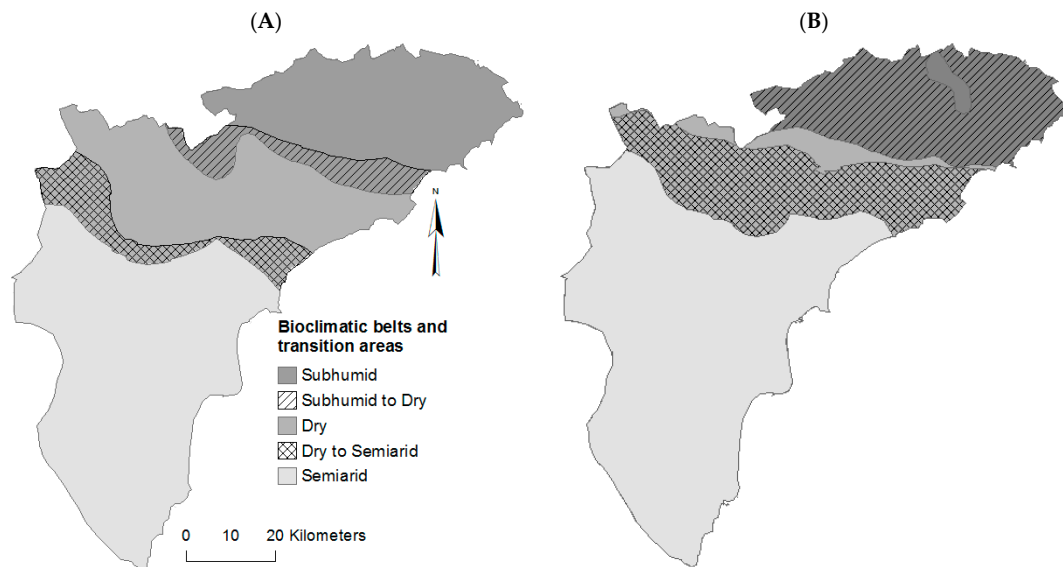 (A)
(B)
N
Bioclimatic belts and
transition areas
Subhumid
Subhumid to Dry
Dry
Dry to Semiarid
Semiarid
0 10 20 Kilometers